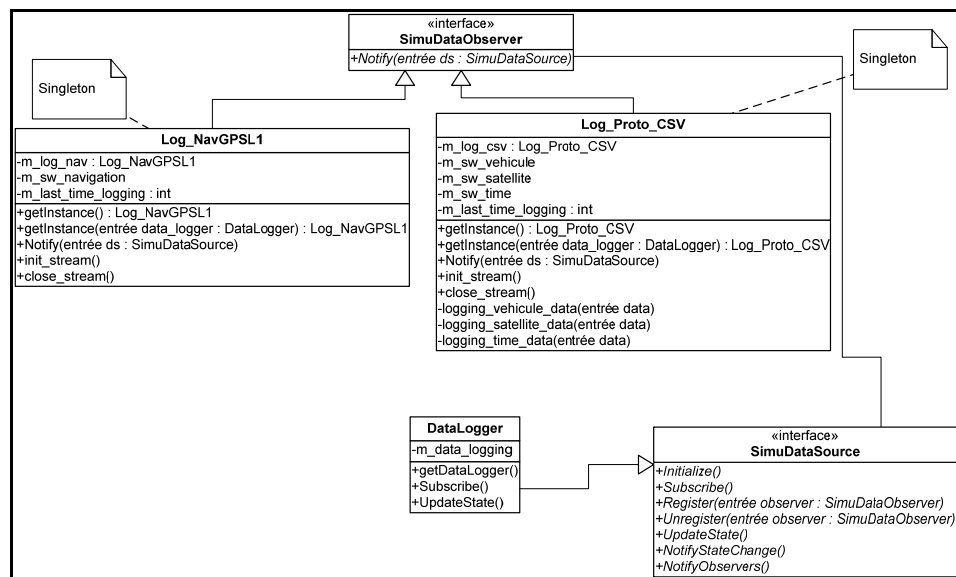 «interface»
SimuDataObserver
+Notify(entrée ds : SimuDataSource)
Singleton
Singleton
Log_NavGPSL1
-m_log_nav : Log_NavGPSL1
-m_sw_navigation
-m_last_time_logging : int
+getInstance() : Log_NavGPSL1
+getInstance(entrée data_logger : DataLogger) : Log_NavGPSL1
+Notify(entrée ds : SimuDataSource)
+init_stream()
+close_stream()
Log_Proto_CSV
-m_log_csv : Log_Proto_CSV
-m_sw_vehicule
-m_sw_satellite
-m_sw_time
-m_last_time_logging : int
+getInstance() : Log_Proto_CSV
+getInstance(entrée data_logger : DataLogger) : Log_Proto_CSV
+Notify(entrée ds : SimuDataSource)
+init_stream()
+close_stream()
-logging_vehicule_data(entrée data)
-logging_satellite_data(entrée data)
-logging_time_data(entrée data)
DataLogger
-m_data_logging
+getDataLogger()
+Subscribe()
+UpdateState()
«interface»
SimuDataSource
+Initialize()
+Subscribe()
+Register(entrée observer : SimuDataObserver)
+Unregister(entrée observer : SimuDataObserver)
+UpdateState()
+NotifyStateChange()
+NotifyObservers()